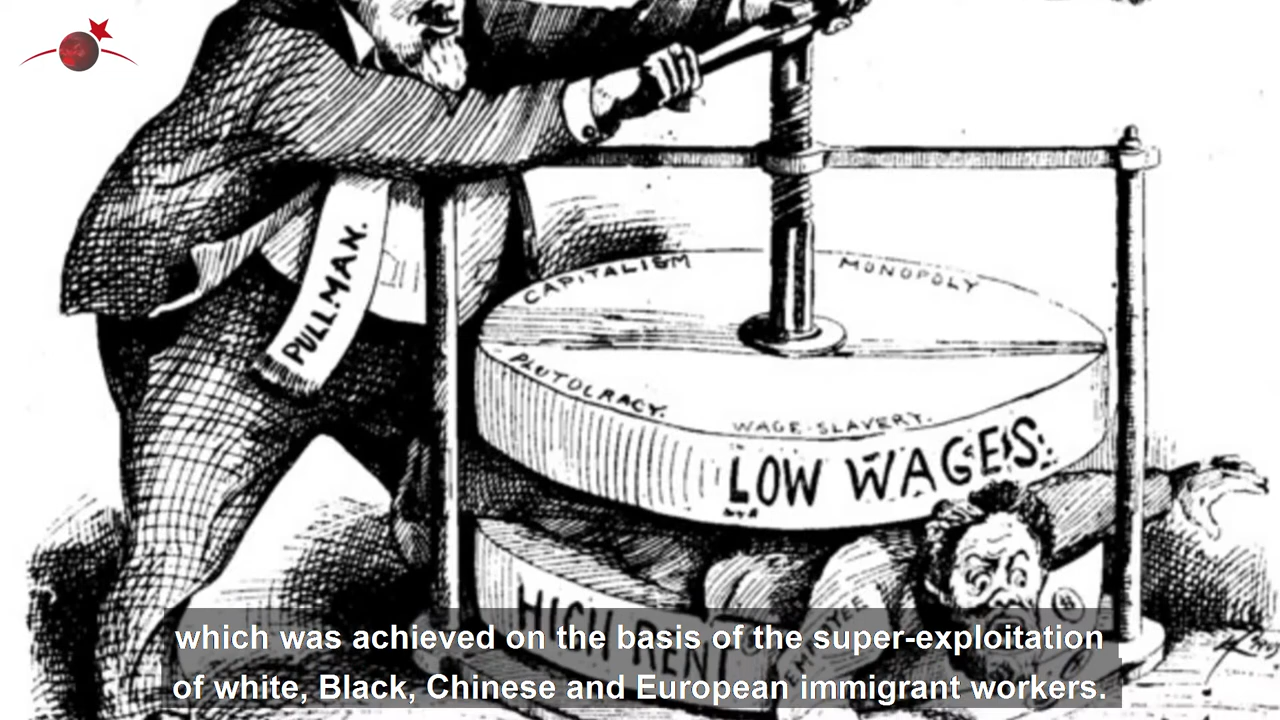 PULLMAN.
CAPITALISM
MONOPOLY
PLUTOCRACY.
WAGE-SLAVERY.
LOW WAGES.
HIGH RENT
which was achieved on the basis of the super-exploitation
of white, Black, Chinese and European immigrant workers.